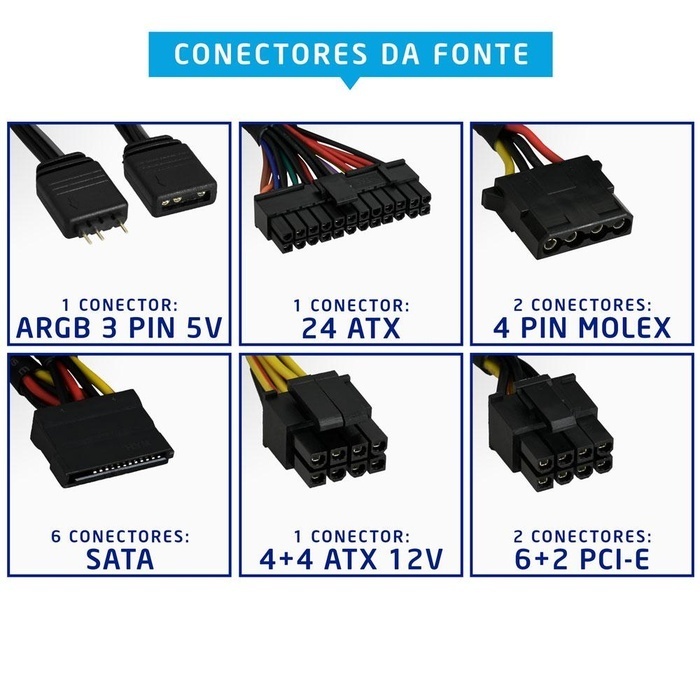 CONECTORES DA FONTE
1 CONECTOR:
ARGB 3 PIN 5V
1 CONECTOR:
24 ATX
2 CONECTORES:
4 PIN MOLEX
6 CONECTORES:
SATA
1 CONECTOR:
4+4 ATX 12V
2 CONECTORES:
6+2 PCI-E